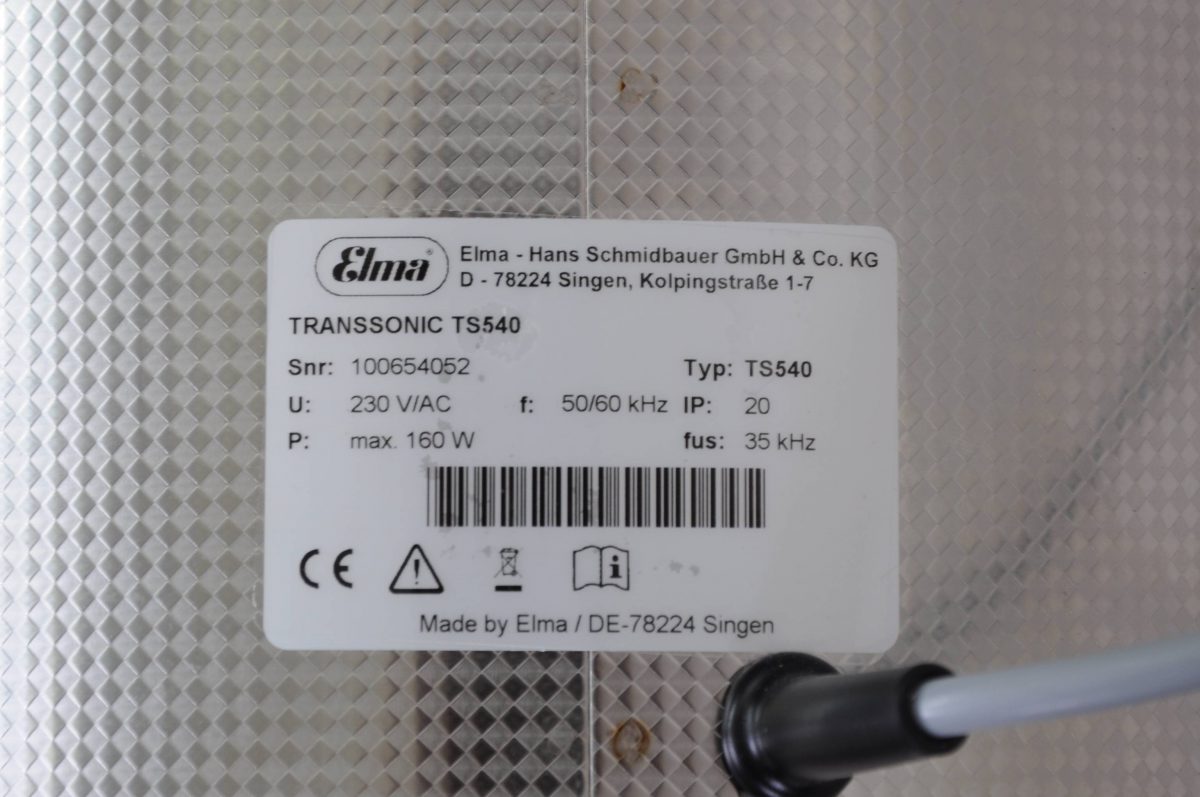 Elma® Elma - Hans Schmidbauer GmbH & Co. KG
D - 78224 Singen, Kolpingstraße 1-7
TRANSSONIC TS540
Snr: 100654052 Typ: TS540
U: 230 V/AC f: 50/60 kHz IP: 20
P: max. 160 W fus: 35 kHz
CE
Made by Elma / DE-78224 Singen